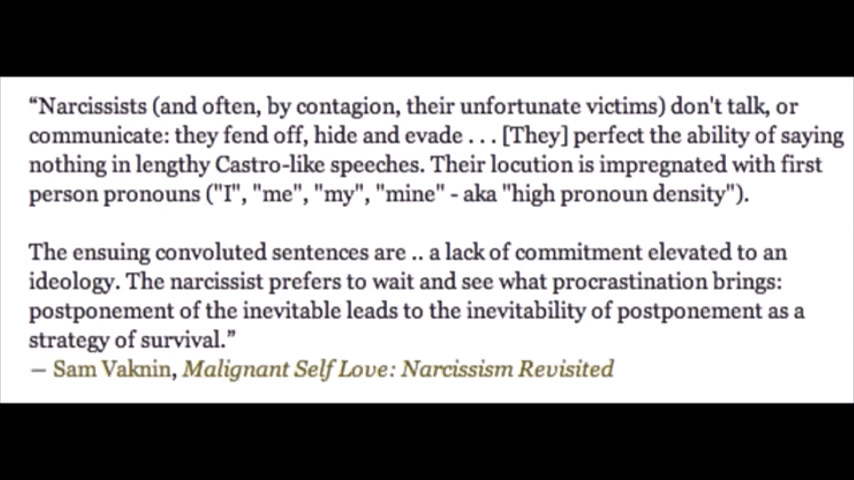 “Narcissists (and often, by contagion, their unfortunate victims) don't talk, or
communicate: they fend off, hide and evade . . . [They] perfect the ability of saying
nothing in lengthy Castro-like speeches. Their locution is impregnated with first
person pronouns ("I", "me", "my", "mine" - aka "high pronoun density").
The ensuing convoluted sentences are .. a lack of commitment elevated to an
ideology. The narcissist prefers to wait and see what procrastination brings:
postponement of the inevitable leads to the inevitability of postponement as a
strategy of survival.”
— Sam Vaknin, Malignant Self Love: Narcissism Revisited